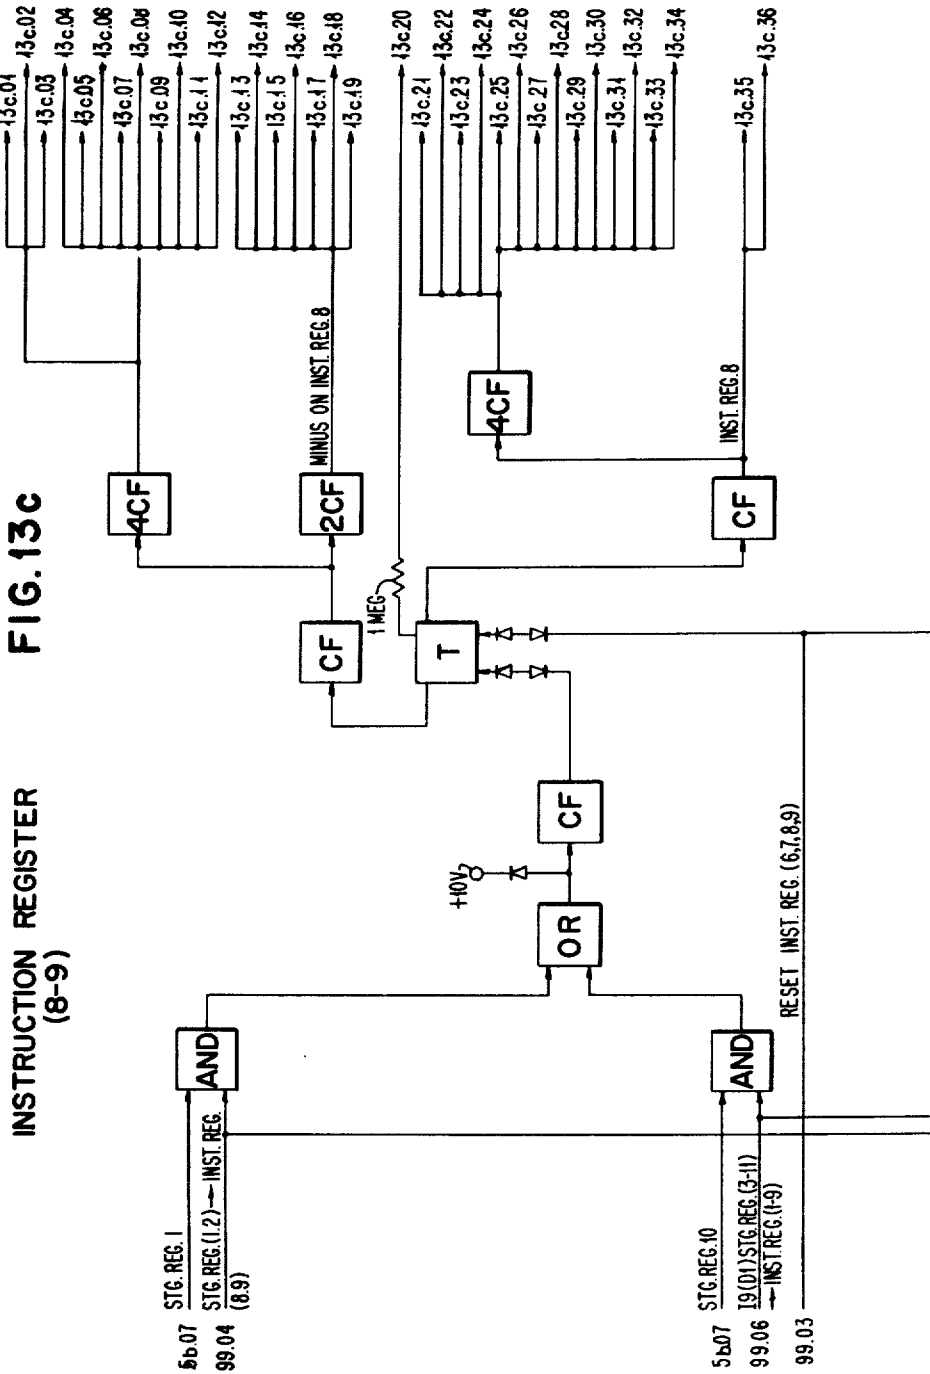 INSTRUCTION REGISTER
(8-9)
FIG. 13c
5b.07
STG. REG. 1
99.04
STG. REG. (1.2) → INST. REG.
(8.9)
AND
5b.07
STG. REG. 10
99.06
I9(D1) STG. REG. (3-11)
→ INST. REG. (1-9)
AND
99.03
RESET INST. REG. (6,7,8,9)
OR
+10V
CF
T
1 MEG
CF
4CF
2CF
MINUS ON INST. REG. 8
4CF
CF
INST. REG. 8
13c.01
13c.02
13c.03
13c.04
13c.05
13c.06
13c.07
13c.08
13c.09
13c.10
13c.11
13c.12
13c.13
13c.14
13c.15
13c.16
13c.17
13c.18
13c.19
13c.20
13c.21
13c.22
13c.23
13c.24
13c.25
13c.26
13c.27
13c.28
13c.29
13c.30
13c.31
13c.32
13c.33
13c.34
13c.35
13c.36